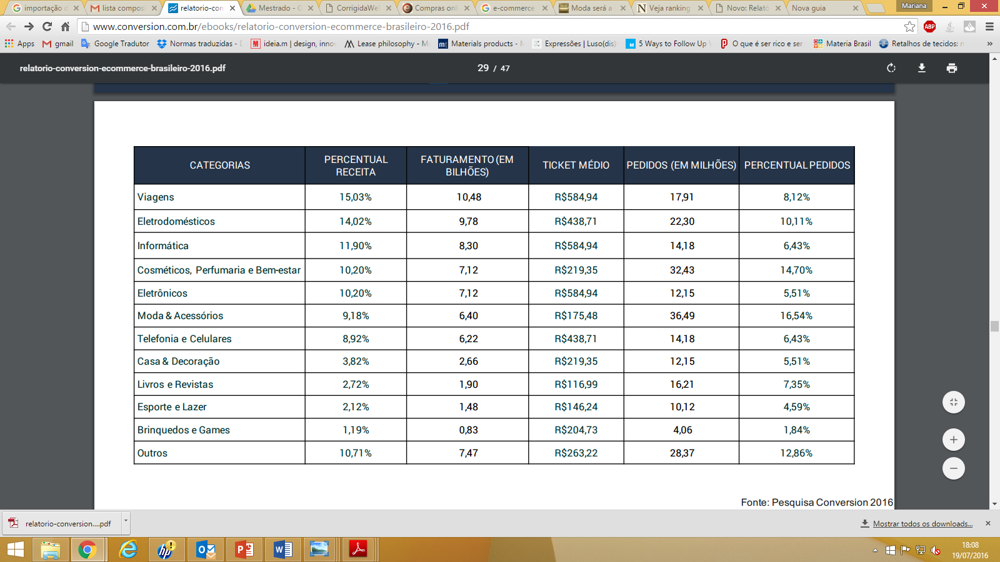 importação d
lista composi
relatorio-con
Mestrado - G
CorrigidaWe
Compras onl
e-commerce
Moda será a
Veja ranking
Novo: Relató
Nova guia
Mariana
www.conversion.com.br/ebooks/relatorio-conversion-ecommerce-brasileiro-2016.pdf
ABP
Apps
gmail
Google Tradutor
Normas traduzidas - D
ideia.m | design, inno
Lease philosophy - M
Materials products - M
Expressões | Luso(dis)
5 Ways to Follow Up
O que é ser rico e ser
Materia Brasil
Retalhos de tecidos: n
»
relatorio-conversion-ecommerce-brasileiro-2016.pdf
29 / 47
CATEGORIAS PERCENTUAL RECEITA FATURAMENTO (EM BILHÕES) TICKET MÉDIO PEDIDOS (EM MILHÕES) PERCENTUAL PEDIDOS
Viagens 15,03% 10,48 R$584,94 17,91 8,12%
Eletrodomésticos 14,02% 9,78 R$438,71 22,30 10,11%
Informática 11,90% 8,30 R$584,94 14,18 6,43%
Cosméticos, Perfumaria e Bem-estar 10,20% 7,12 R$219,35 32,43 14,70%
Eletrônicos 10,20% 7,12 R$584,94 12,15 5,51%
Moda & Acessórios 9,18% 6,40 R$175,48 36,49 16,54%
Telefonia e Celulares 8,92% 6,22 R$438,71 14,18 6,43%
Casa & Decoração 3,82% 2,66 R$219,35 12,15 5,51%
Livros e Revistas 2,72% 1,90 R$116,99 16,21 7,35%
Esporte e Lazer 2,12% 1,48 R$146,24 10,12 4,59%
Brinquedos e Games 1,19% 0,83 R$204,73 4,06 1,84%
Outros 10,71% 7,47 R$263,22 28,37 12,86%
Fonte: Pesquisa Conversion 2016
relatorio-conversion....pdf
Mostrar todos os downloads...
18:08
19/07/2016